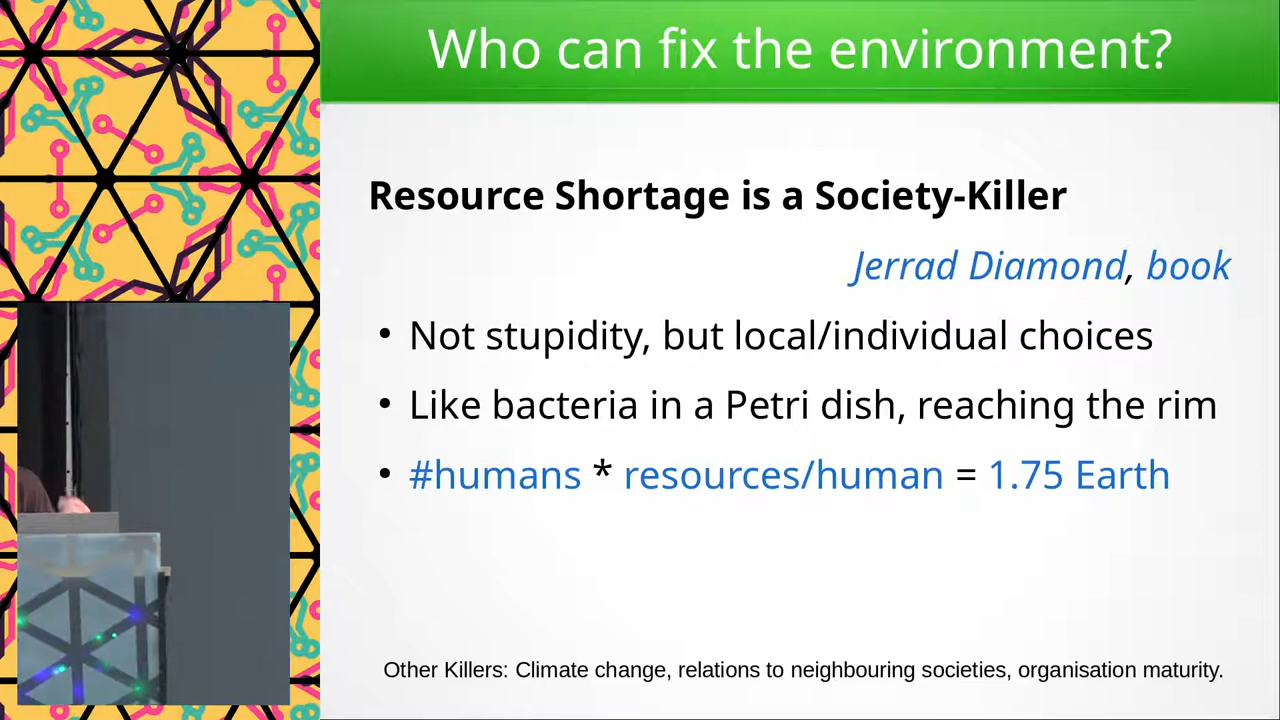 Who can fix the environment?
Resource Shortage is a Society-Killer
Jerrad Diamond, book
• Not stupidity, but local/individual choices
• Like bacteria in a Petri dish, reaching the rim
• #humans * resources/human = 1.75 Earth
Other Killers: Climate change, relations to neighbouring societies, organisation maturity.